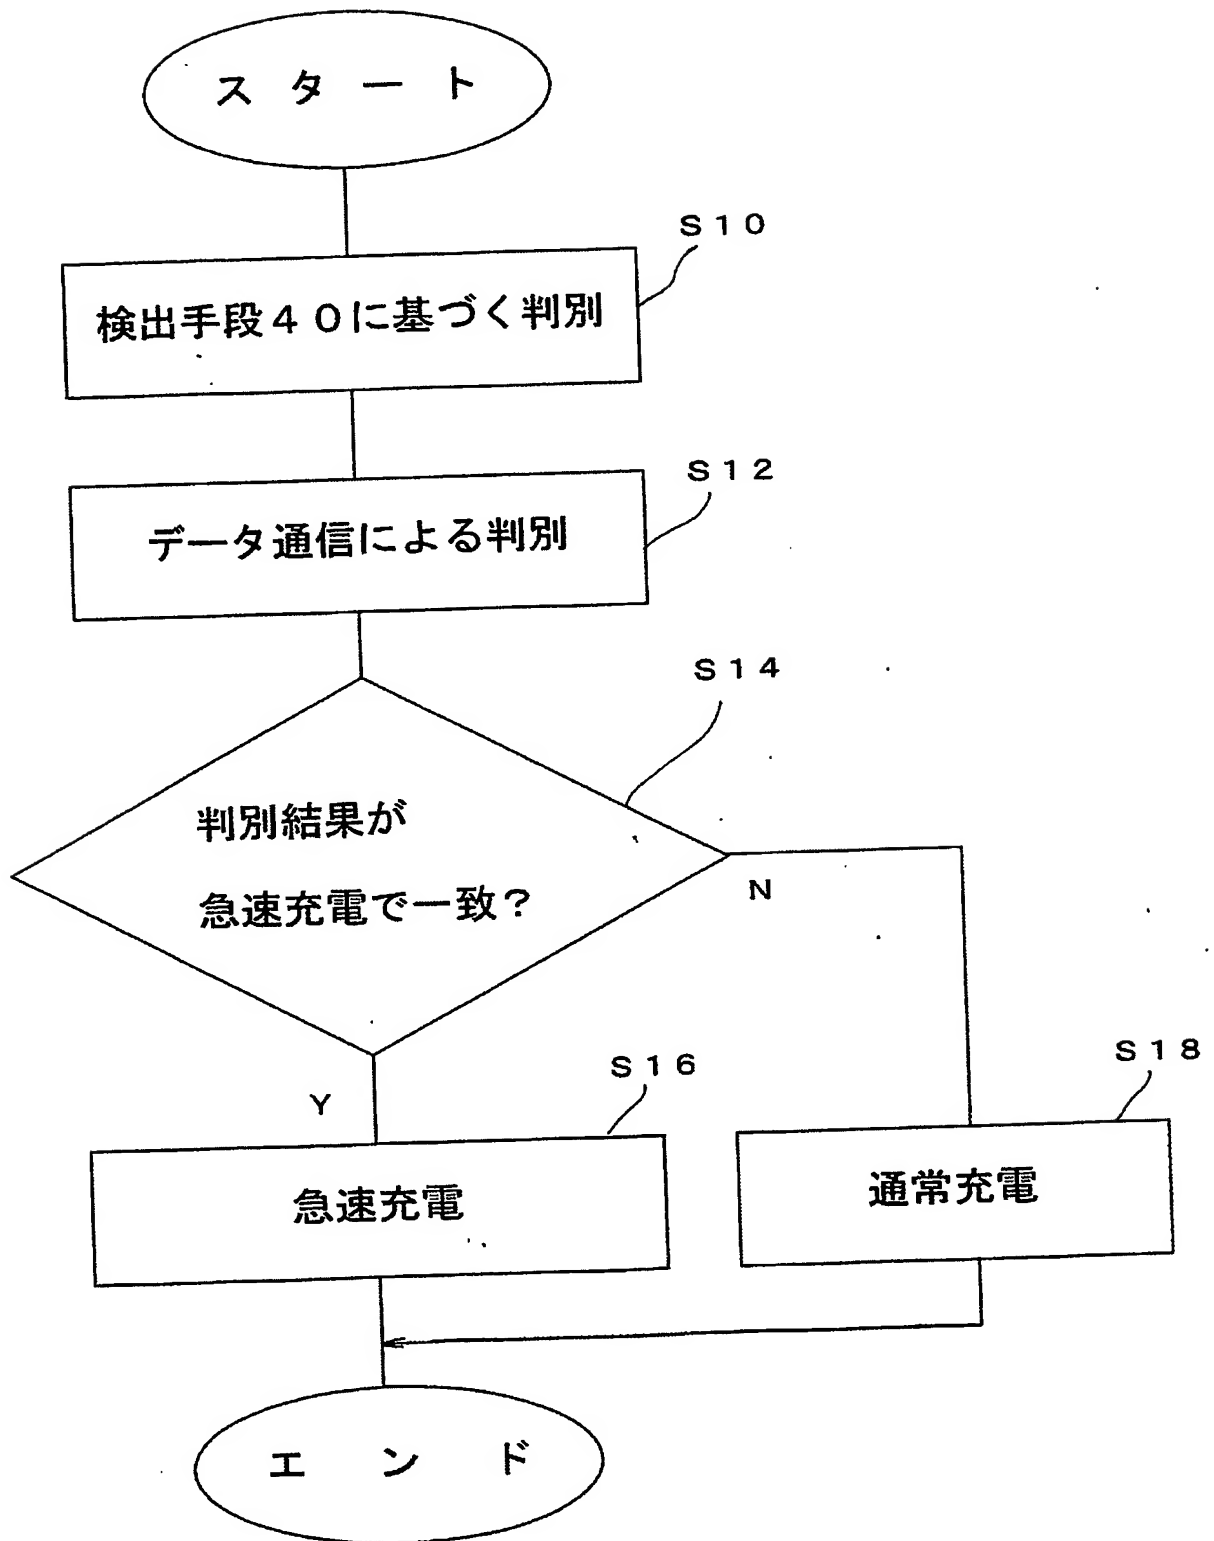 スタート
S10
検出手段40に基づく判別
S12
データ通信による判別
S14
判別結果が
急速充電で一致?
N
Y
S16
急速充電
S18
通常充電
エンド